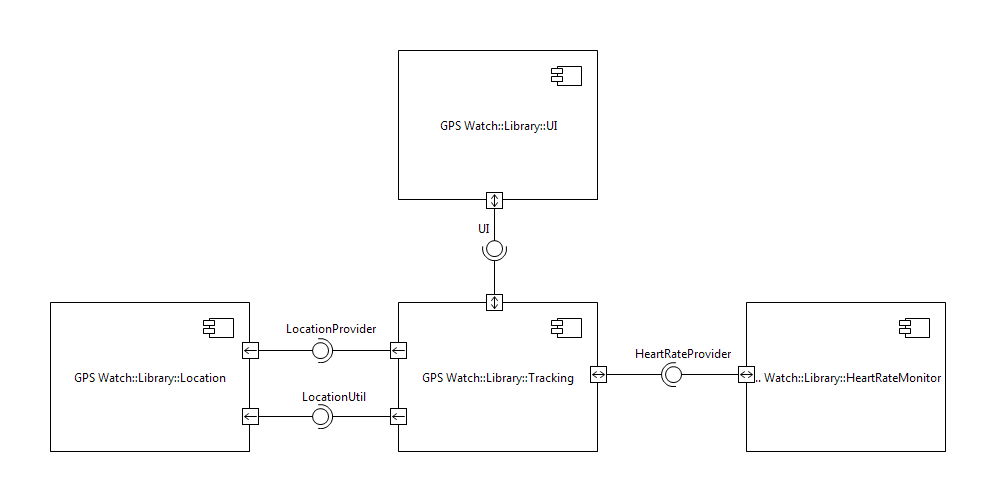 GPS Watch::Library::UI
UI
LocationProvider
HeartRateProvider
GPS Watch::Library::Location
GPS Watch::Library::Tracking
.. Watch::Library::HeartRateMonitor
LocationUtil